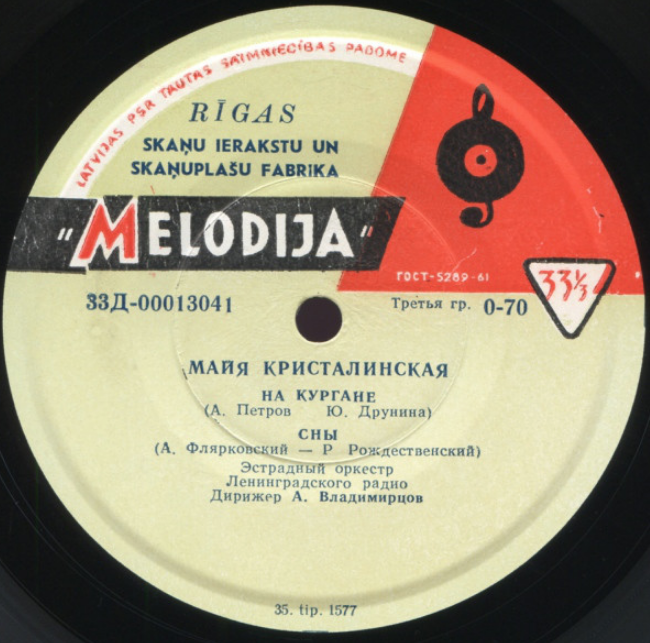 LATVIJAS PSR TAUTAS SAIMNIECĪBAS PADOME
RĪGAS
SKAŅU IERAKSTU UN
SKAŅUPLAŠU FABRIKA
"MELODIJA"
ГОСТ-5289-61
33⅓
33Д-00013041
Третья гр. 0-70
МАЙЯ КРИСТАЛИНСКАЯ
НА КУРГАНЕ
(А. Петров Ю. Друнина)
СНЫ
(А. Флярковский — Р. Рождественский)
Эстрадный оркестр
Ленинградского радио
Дирижер А. Владимирцов
35. tip. 1577